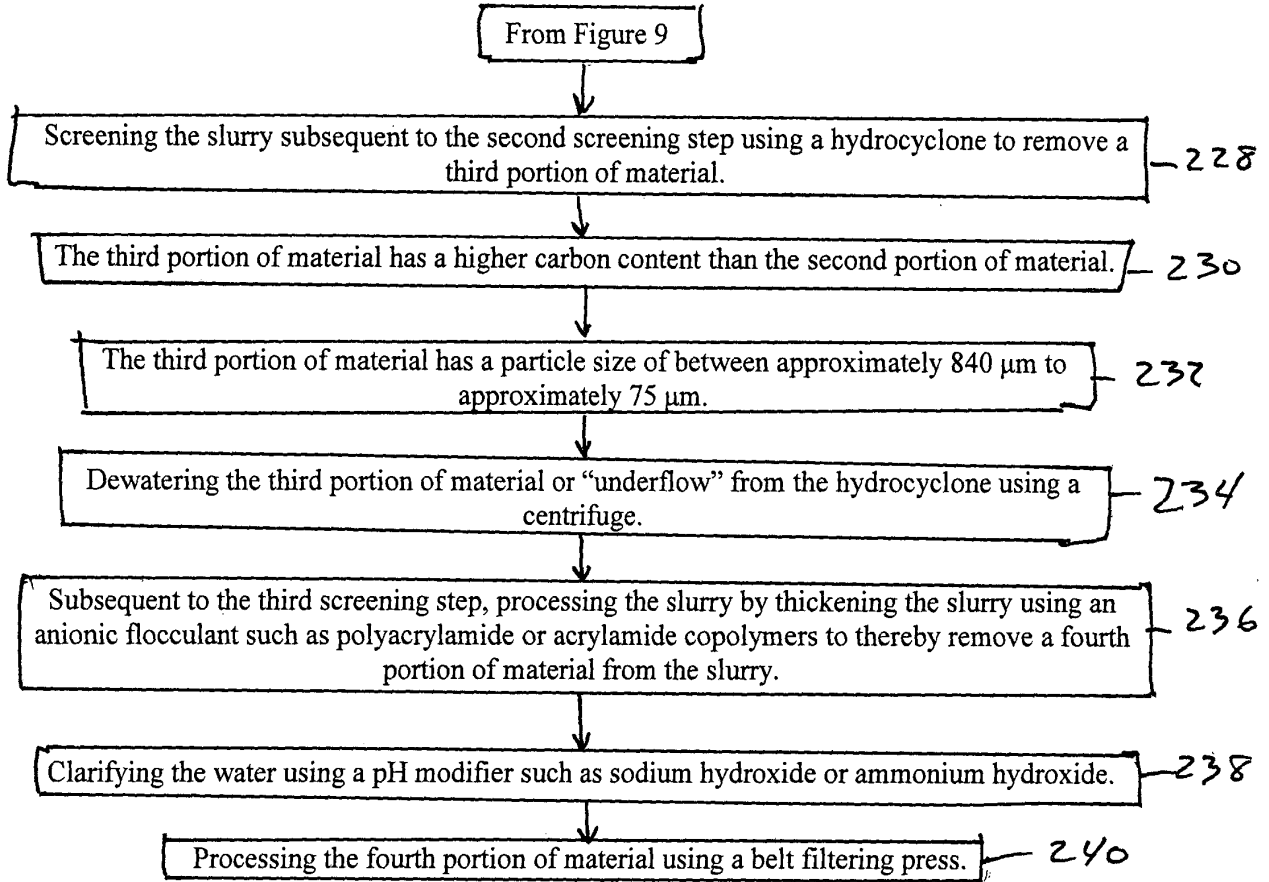 From Figure 9
Screening the slurry subsequent to the second screening step using a hydrocyclone to remove a
third portion of material.
228
The third portion of material has a higher carbon content than the second portion of material.
230
The third portion of material has a particle size of between approximately 840 μm to
approximately 75 μm.
232
Dewatering the third portion of material or “underflow” from the hydrocyclone using a
centrifuge.
234
Subsequent to the third screening step, processing the slurry by thickening the slurry using an
anionic flocculant such as polyacrylamide or acrylamide copolymers to thereby remove a fourth
portion of material from the slurry.
236
Clarifying the water using a pH modifier such as sodium hydroxide or ammonium hydroxide.
238
Processing the fourth portion of material using a belt filtering press.
240